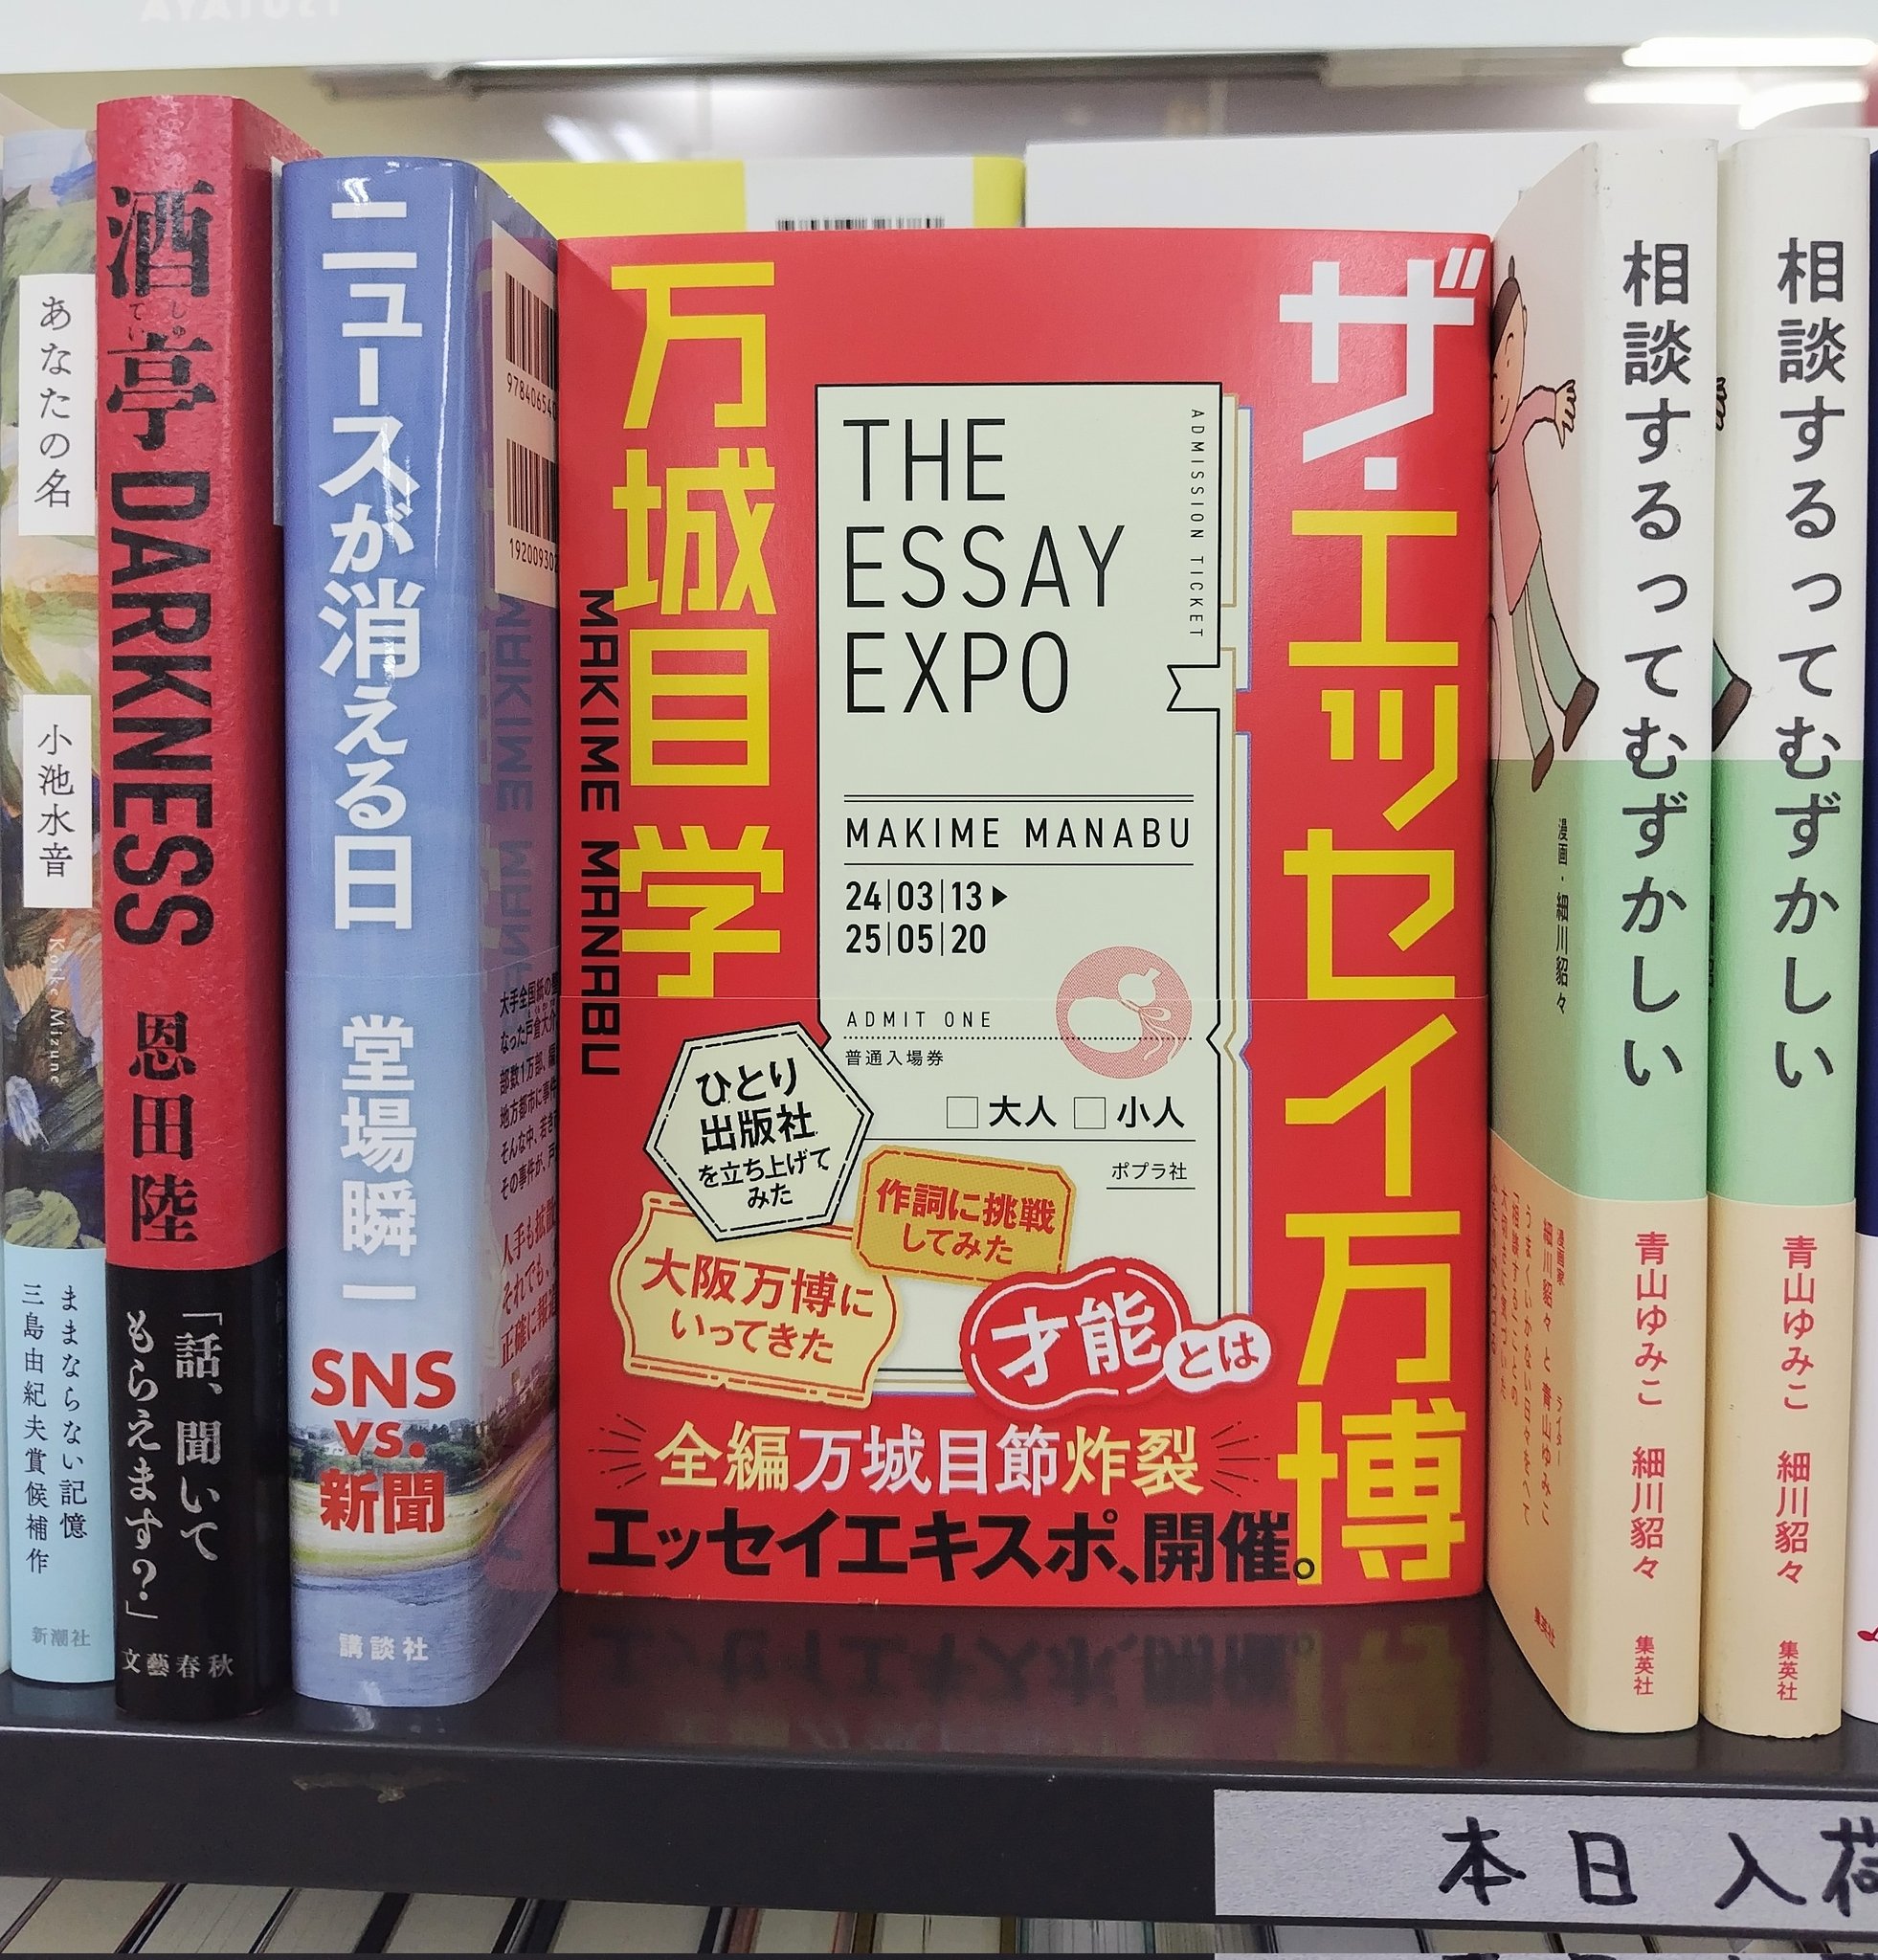 あなたの名
小池水音
Koike Mizune
ままならない記憶
三島由紀夫賞候補作
新潮社
酒亭 DARKNESS
しゅ
てい
恩田陸
「話、聞いて
もらえます?」
文藝春秋
ニュースが消える日
堂場瞬一
SNS
vs.
新聞
講談社
ザ・エッセイ万博
万城目学
MAKIME MANABU
THE
ESSAY
EXPO
ADMISSION TICKET
MAKIME MANABU
24|03|13▶
25|05|20
ADMIT ONE
普通入場券
□大人 □小人
ポプラ社
ひとり
出版社
を立ち上げて
みた
作詞に挑戦
してみた
大阪万博に
いってきた
才能とは
全編万城目節炸裂
エッセイエキスポ、開催。
漫画・細川貂々
相談するってむずかしい
青山ゆみこ 細川貂々
集英社
相談するってむずかしい
青山ゆみこ 細川貂々
集英社
本日入荷